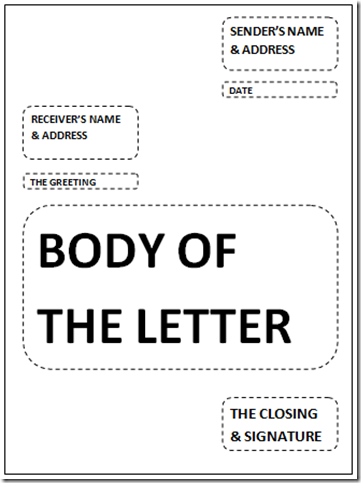 SENDER'S NAME
& ADDRESS
DATE
RECEIVER'S NAME
& ADDRESS
THE GREETING
BODY OF
THE LETTER
THE CLOSING
& SIGNATURE